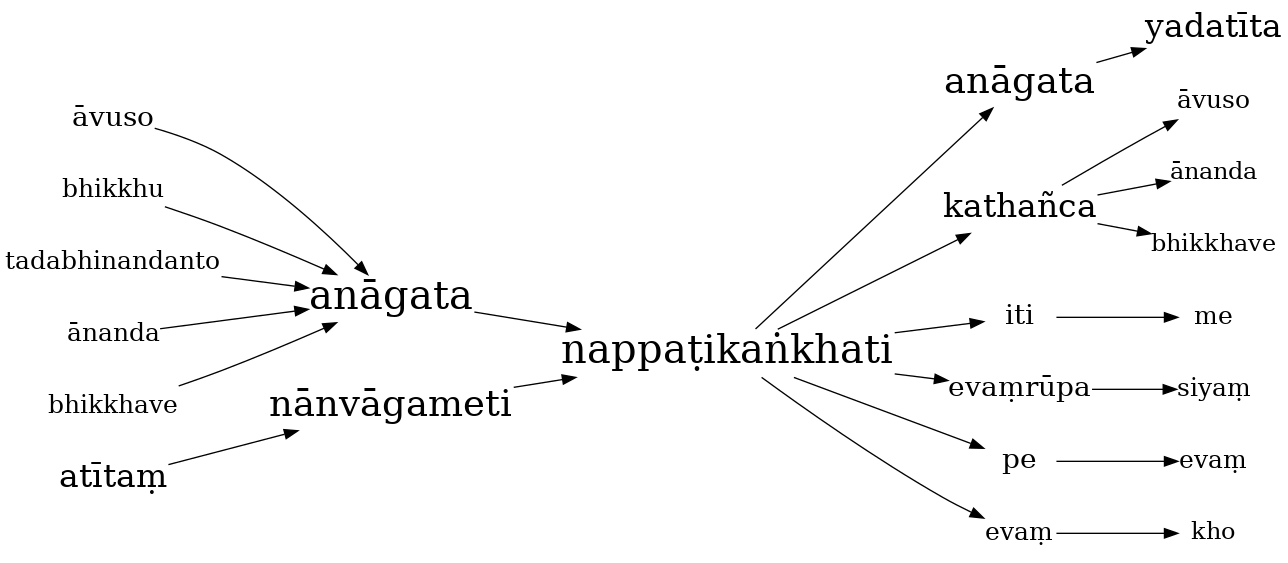 yadatīta
anāgata
āvuso
āvuso
bhikkhu
ānanda
kathañca
tadabhinandanto
bhikkhave
anāgata
ānanda
iti
me
nappaṭikaṅkhati
bhikkhave
nānvāgameti
evaṃrūpa
siyaṃ
atītaṃ
pe
evaṃ
evaṃ
kho